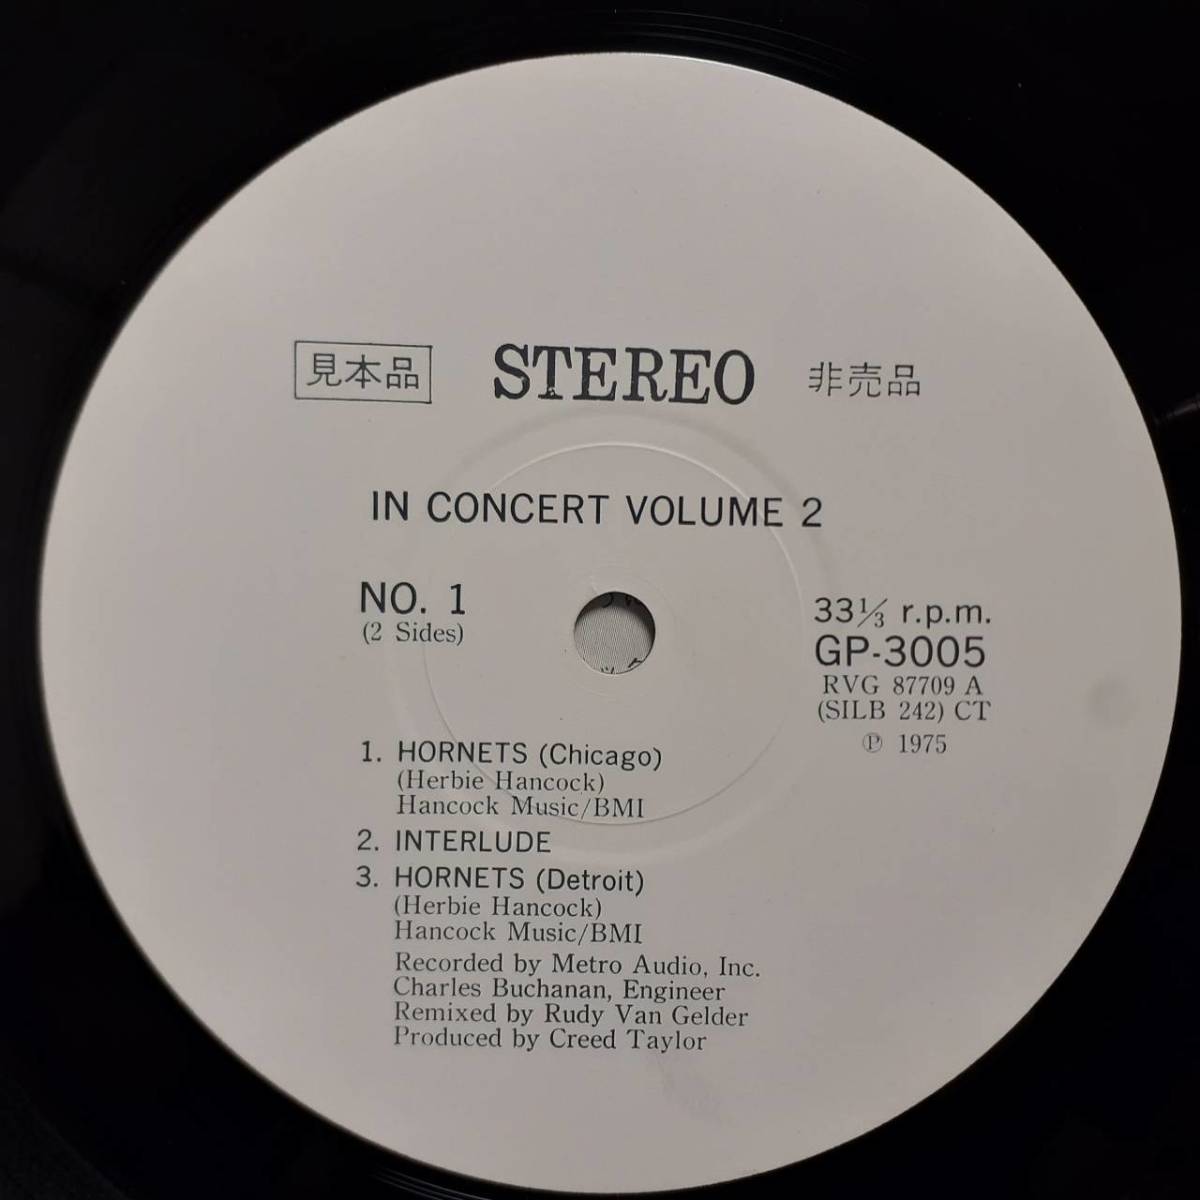 見本品 STEREO 非売品
IN CONCERT VOLUME 2
NO. 1
(2 Sides)
33⅓ r.p.m.
GP-3005
RVG 87709 A
(SILB 242) CT
Ⓟ 1975
1. HORNETS (Chicago)
(Herbie Hancock)
Hancock Music/BMI
2. INTERLUDE
3. HORNETS (Detroit)
(Herbie Hancock)
Hancock Music/BMI
Recorded by Metro Audio, Inc.
Charles Buchanan, Engineer
Remixed by Rudy Van Gelder
Produced by Creed Taylor